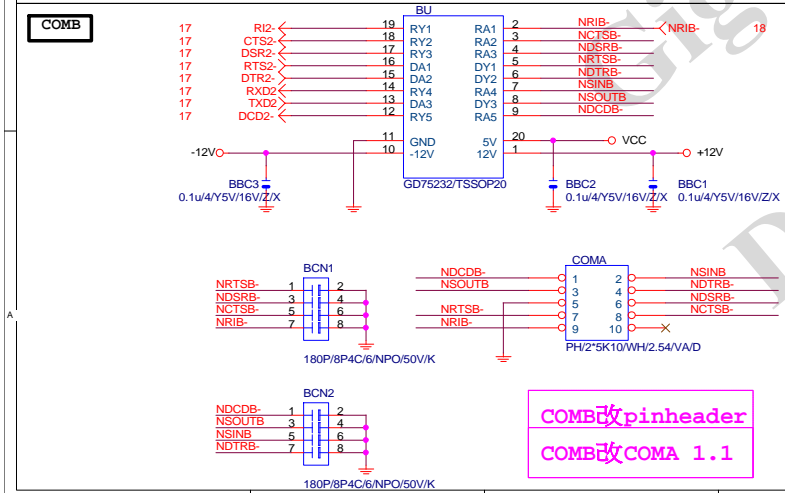 COMB
BU
17 RI2- 19 RY1 RA1 2 NRIB- NRIB- 18
17 CTS2- 18 RY2 RA2 3 NCTSB-
17 DSR2- 17 RY3 RA3 4 NDSRB-
17 RTS2- 16 DA1 DY1 5 NRTSB-
17 DTR2- 15 DA2 DY2 6 NDTRB-
17 RXD2 14 RY4 RA4 7 NSINB
17 TXD2 13 DA3 DY3 8 NSOUTB
17 DCD2- 12 RY5 RA5 9 NDCDB-
11 GND 5V 20 VCC
-12V 10 -12V 12V 1 +12V
GD75232/TSSOP20
BBC3
0.1u/4/Y5V/16V/Z/X
BBC2
0.1u/4/Y5V/16V/Z/X
BBC1
0.1u/4/Y5V/16V/Z/X
BCN1
NRTSB- 1 2
NDSRB- 3 4
NCTSB- 5 6
NRIB- 7 8
180P/8P4C/6/NPO/50V/K
COMA
NDCDB- 1 2 NSINB
NSOUTB 3 4 NDTRB-
5 6 NDSRB-
NRTSB- 7 8 NCTSB-
NRIB- 9 10
PH/2*5K10/WH/2.54/VA/D
A
BCN2
NDCDB- 1 2
NSOUTB 3 4
NSINB 5 6
NDTRB- 7 8
180P/8P4C/6/NPO/50V/K
COMB改pinheader
COMB改COMA 1.1
Gig